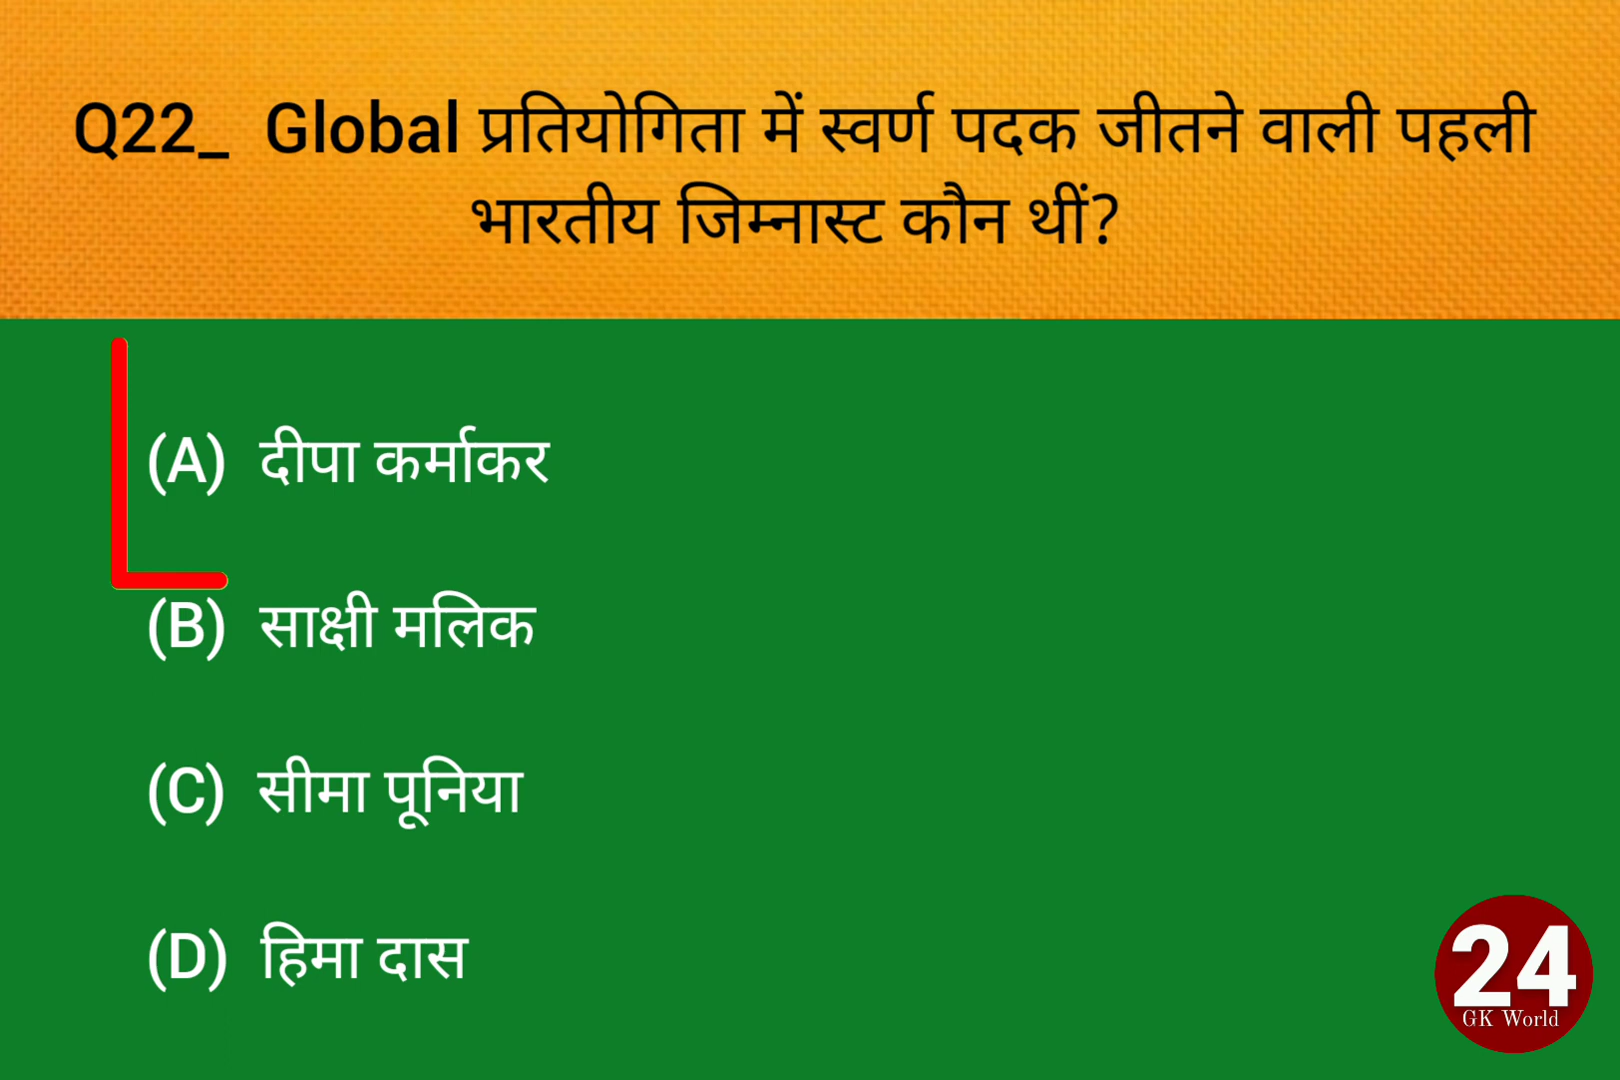 Q22_ Global प्रतियोगिता में स्वर्ण पदक जीतने वाली पहली
भारतीय जिम्नास्ट कौन थीं?
(A) दीपा कर्माकर
(B) साक्षी मलिक
(C) सीमा पूनिया
(D) हिमा दास
24
GK World